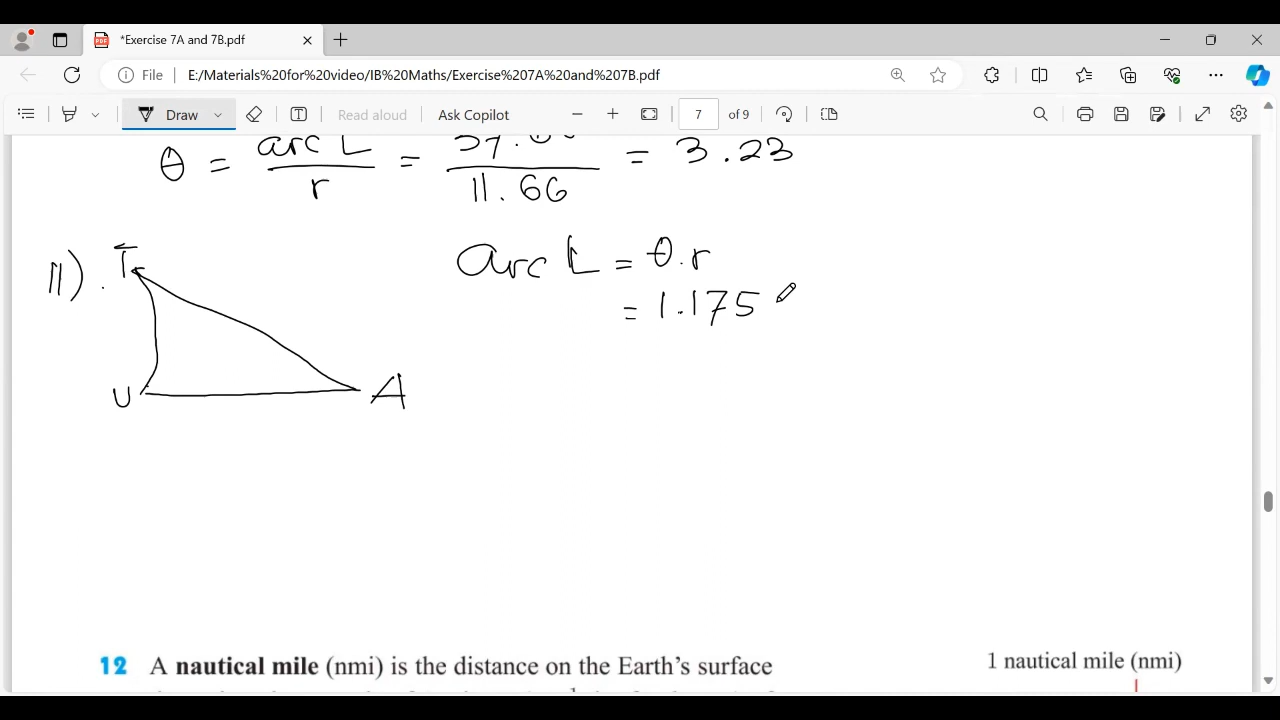 *Exercise 7A and 7B.pdf
File E:/Materials%20for%20video/IB%20Maths/Exercise%207A%20and%207B.pdf
Draw Read aloud Ask Copilot 7 of 9
θ = arc L / r = / 11.66 = 3.23
11). T
U A
arc L = θ.r
= 1.175
12 A nautical mile (nmi) is the distance on the Earth's surface
1 nautical mile (nmi)